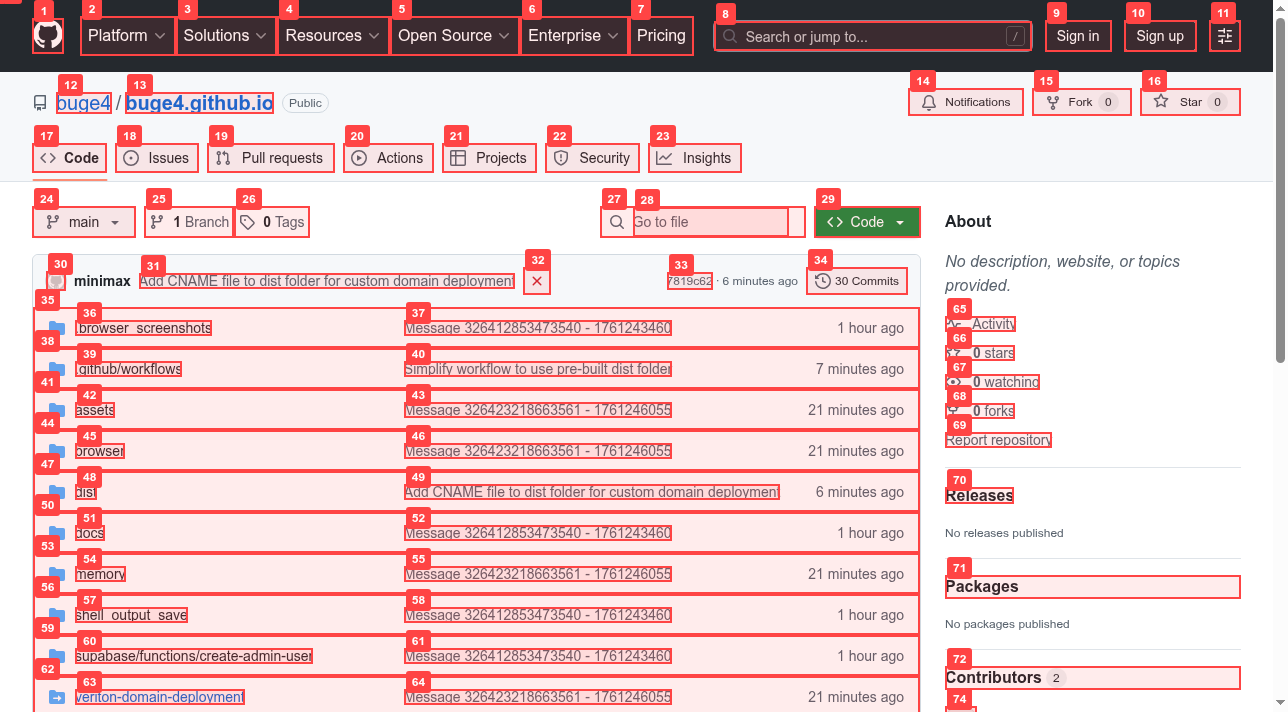 1 2 3 4 5 6 7 8 9 10 11
Platform Solutions Resources Open Source Enterprise Pricing Search or jump to... / Sign in Sign up
12 13 14 15 16
buge4 / buge4.github.io Public Notifications Fork 0 Star 0
17 18 19 20 21 22 23
Code Issues Pull requests Actions Projects Security Insights
24 25 26 27 28 29
main 1 Branch 0 Tags Go to file Code
About
No description, website, or topics
provided.
30 31 32 33 34
minimax Add CNAME file to dist folder for custom domain deployment 7819c62 · 6 minutes ago 30 Commits
35 36 37
.browser_screenshots Message 326412853473540 - 1761243460 1 hour ago
38 39 40
.github/workflows Simplify workflow to use pre-built dist folder 7 minutes ago
41 42 43
assets Message 326423218663561 - 1761246055 21 minutes ago
44 45 46
browser Message 326423218663561 - 1761246055 21 minutes ago
47 48 49
dist Add CNAME file to dist folder for custom domain deployment 6 minutes ago
50 51 52
docs Message 326412853473540 - 1761243460 1 hour ago
53 54 55
memory Message 326423218663561 - 1761246055 21 minutes ago
56 57 58
shell_output_save Message 326412853473540 - 1761243460 1 hour ago
59 60 61
supabase/functions/create-admin-user Message 326412853473540 - 1761243460 1 hour ago
62 63 64
veriton-domain-deployment Message 326423218663561 - 1761246055 21 minutes ago
65
Activity
66
0 stars
67
0 watching
68
0 forks
69
Report repository
70
Releases
No releases published
71
Packages
No packages published
72
Contributors 2
74